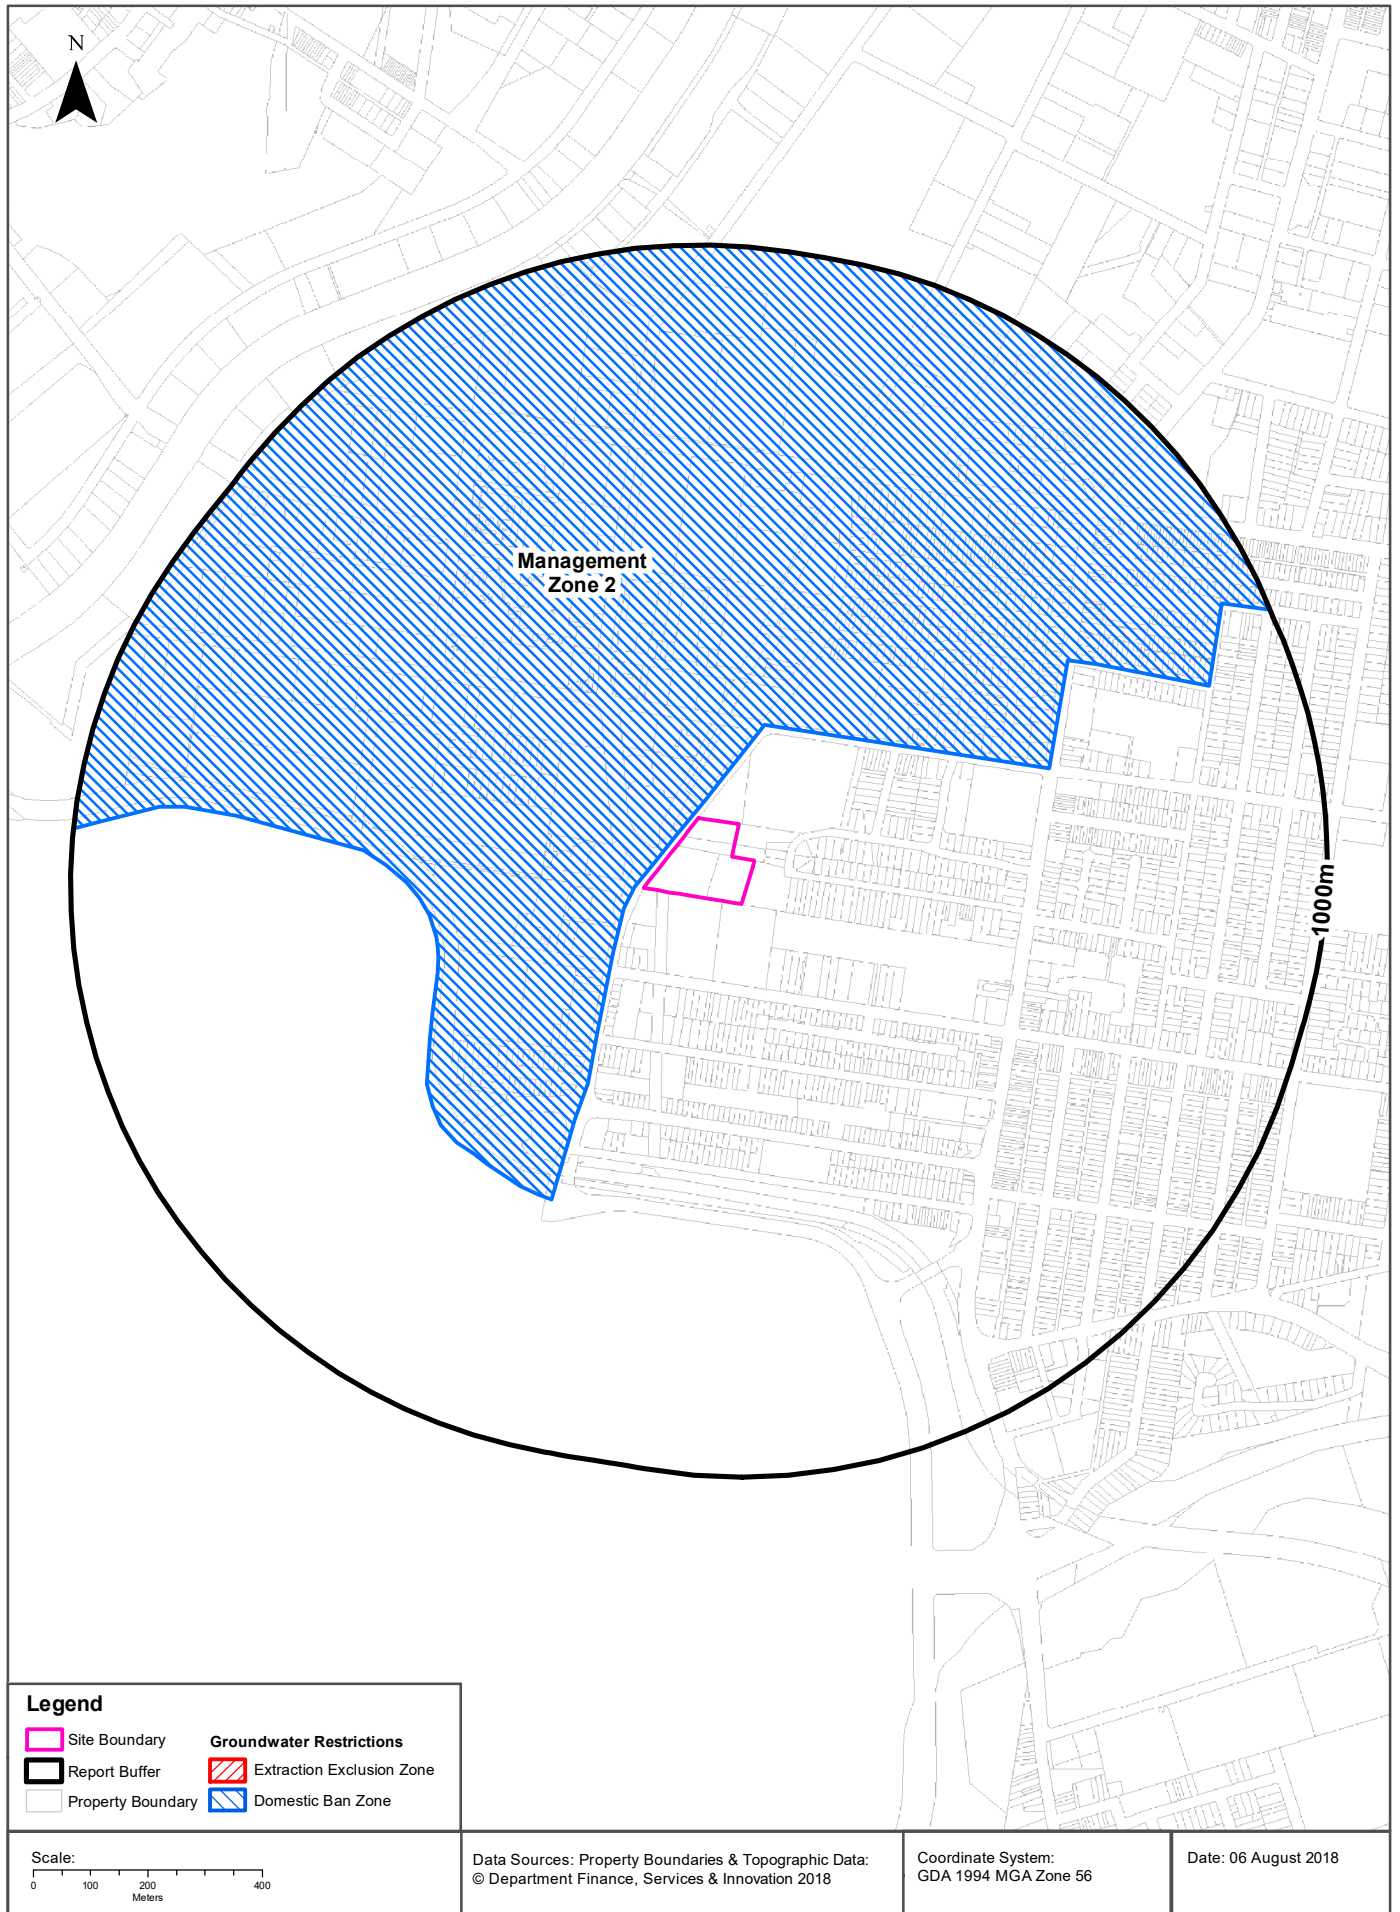 N
Management
Zone 2
1000m
Legend
Site Boundary
Report Buffer
Property Boundary
Groundwater Restrictions
Extraction Exclusion Zone
Domestic Ban Zone
Scale:
0 100 200 400
Meters
Data Sources: Property Boundaries & Topographic Data:
© Department Finance, Services & Innovation 2018
Coordinate System:
GDA 1994 MGA Zone 56
Date: 06 August 2018